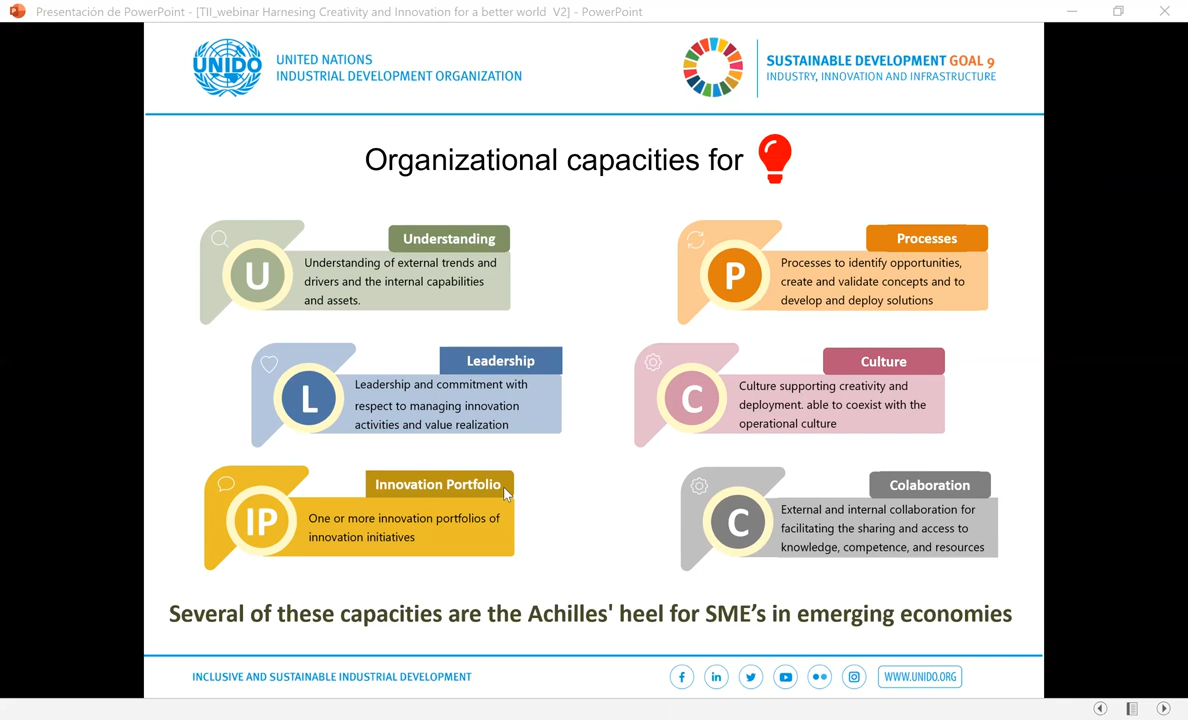 Presentación de PowerPoint - [TII_webinar Harnesing Creativity and Innovation for a better world  V2] - PowerPoint
UNIDO
UNITED NATIONS
INDUSTRIAL DEVELOPMENT ORGANIZATION
SUSTAINABLE DEVELOPMENT GOAL 9
INDUSTRY, INNOVATION AND INFRASTRUCTURE
Organizational capacities for
Understanding
U
Understanding of external trends and
drivers and the internal capabilities
and assets.
Processes
P
Processes to identify opportunities,
create and validate concepts and to
develop and deploy solutions
Leadership
L
Leadership and commitment with
respect to managing innovation
activities and value realization
Culture
C
Culture supporting creativity and
deployment. able to coexist with the
operational culture
Innovation Portfolio
IP
One or more innovation portfolios of
innovation initiatives
Colaboration
C
External and internal collaboration for
facilitating the sharing and access to
knowledge, competence, and resources
Several of these capacities are the Achilles' heel for SME’s in emerging economies
INCLUSIVE AND SUSTAINABLE INDUSTRIAL DEVELOPMENT
WWW.UNIDO.ORG